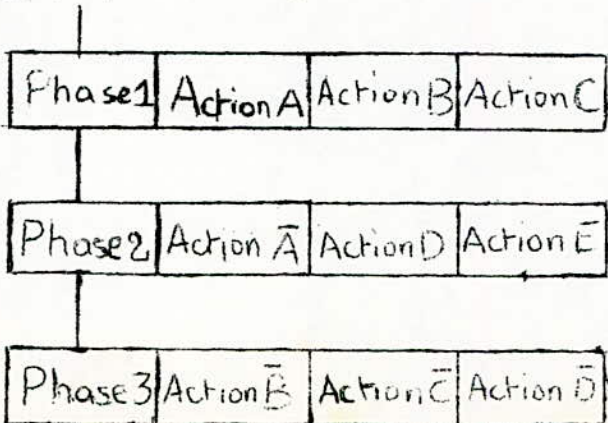 Phase1 Action A Action B Action C
Phase2 Action Ā Action D Action Ē
Phase3 Action B̄ Action C̄ Action D̄